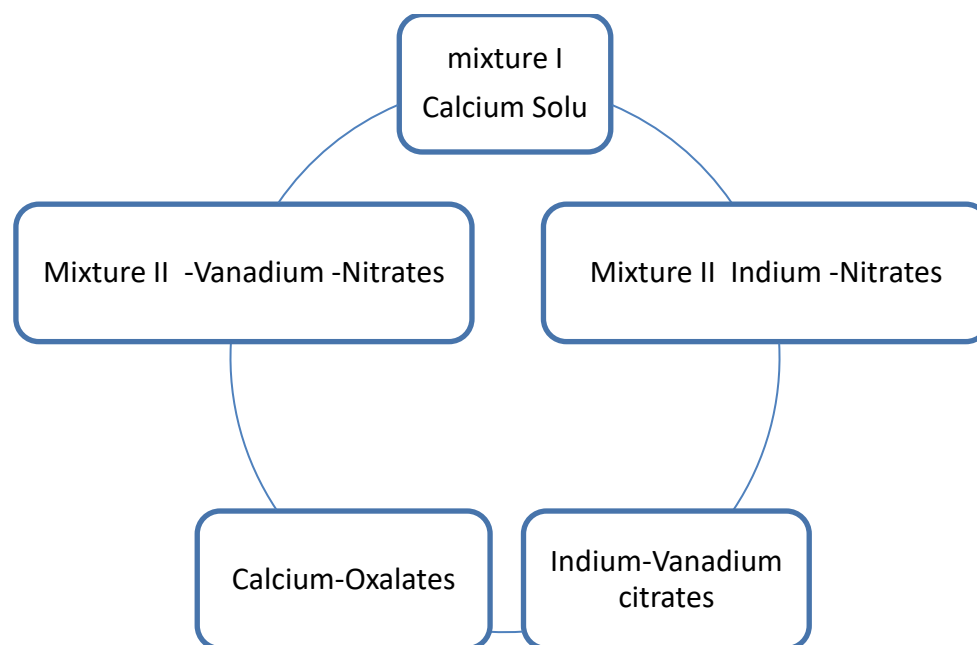 mixture I
Calcium Solu
Mixture II -Vanadium -Nitrates
Mixture II Indium -Nitrates
Calcium-Oxalates
Indium-Vanadium
citrates